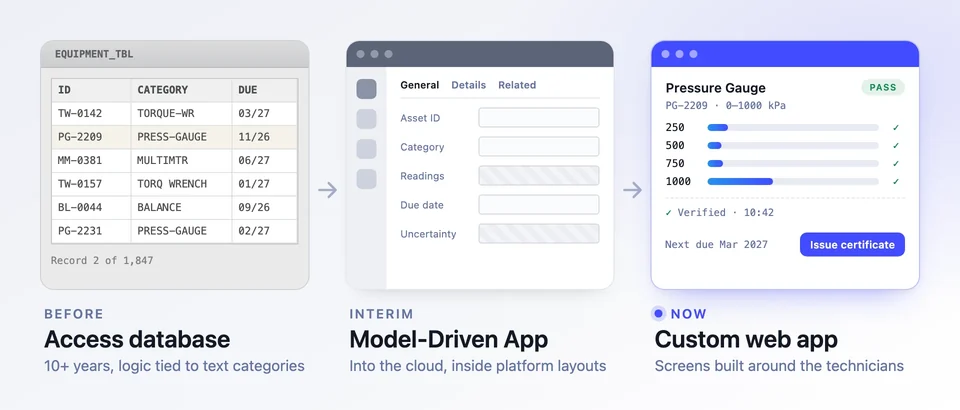 EQUIPMENT_TBL
ID CATEGORY DUE
TW-0142 TORQUE-WR 03/27
PG-2209 PRESS-GAUGE 11/26
MM-0381 MULTIMTR 06/27
TW-0157 TORQ WRENCH 01/27
BL-0044 BALANCE 09/26
PG-2231 PRESS-GAUGE 02/27
Record 2 of 1,847
BEFORE
Access database
10+ years, logic tied to text categories
General Details Related
Asset ID
Category
Readings
Due date
Uncertainty
INTERIM
Model-Driven App
Into the cloud, inside platform layouts
Pressure Gauge PASS
PG-2209 · 0–1000 kPa
250 ✓
500 ✓
750 ✓
1000 ✓
✓ Verified · 10:42
Next due Mar 2027 Issue certificate
NOW
Custom web app
Screens built around the technicians